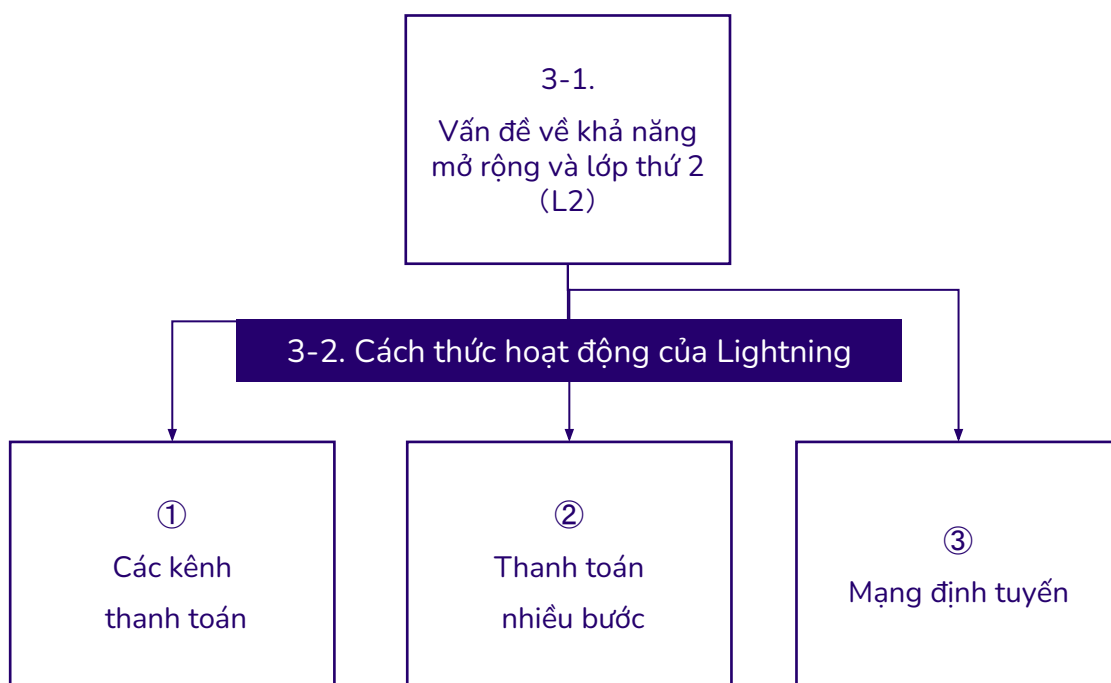 3-1.
Vấn đề về khả năng
mở rộng và lớp thứ 2
（L2）
3-2. Cách thức hoạt động của Lightning
①
Các kênh
thanh toán
②
Thanh toán
nhiều bước
③
Mạng định tuyến